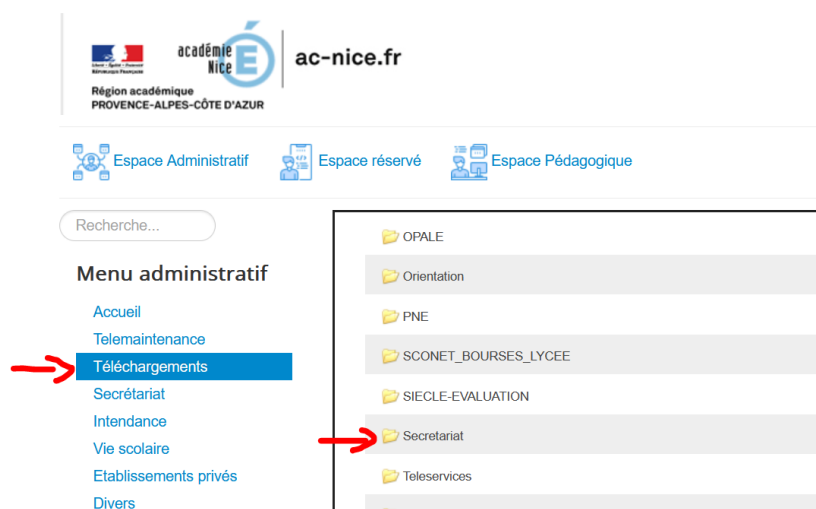 académie
Nice
ac-nice.fr
Liberté • Égalité • Fraternité
RÉPUBLIQUE FRANÇAISE
Région académique
PROVENCE-ALPES-CÔTE D'AZUR
Espace Administratif
Espace réservé
Espace Pédagogique
Recherche...
Menu administratif
Accueil
Telemaintenance
Téléchargements
Secrétariat
Intendance
Vie scolaire
Etablissements privés
Divers
OPALE
Orientation
PNE
SCONET_BOURSES_LYCEE
SIECLE-EVALUATION
Secretariat
Teleservices